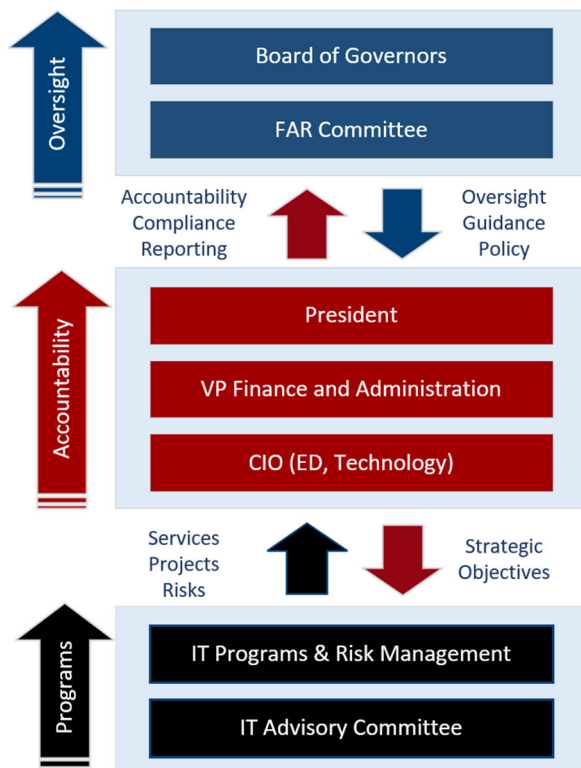 Oversight
Board of Governors
FAR Committee
Accountability
Compliance
Reporting
Oversight
Guidance
Policy
Accountability
President
VP Finance and Administration
CIO (ED, Technology)
Services
Projects
Risks
Strategic
Objectives
Programs
IT Programs & Risk Management
IT Advisory Committee